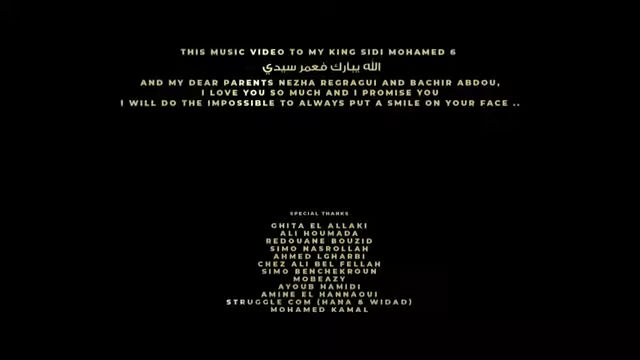 THIS MUSIC VIDEO TO MY KING SIDI MOHAMED 6
الله يبارك فعمر سيدي
AND MY DEAR PARENTS NEZHA REGRAGUI AND BACHIR ABDOU,
I LOVE YOU SO MUCH AND I PROMISE YOU
I WILL DO THE IMPOSSIBLE TO ALWAYS PUT A SMILE ON YOUR FACE ..
SPECIAL THANKS
GHITA EL ALLAKI
ALI HOUMADA
REDOUANE BOUZID
SIMO NASROLLAH
AHMED LGHARBI
CHEZ ALI BEL FELLAH
SIMO BENCHEKROUN
MOBEAZY
AYOUB HAMIDI
AMINE EL HANNAOUI
STRUGGLE COM (HANA & WIDAD)
MOHAMED KAMAL